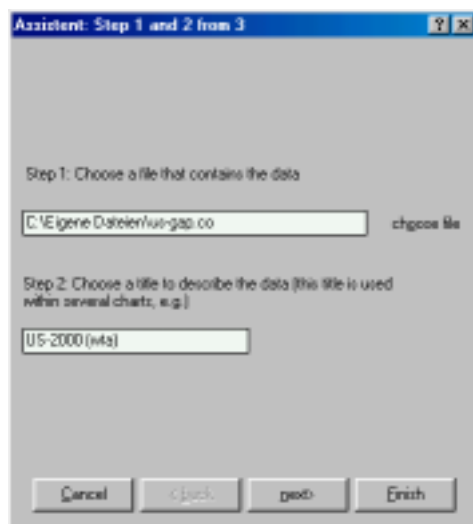 Assistent: Step 1 and 2 from 3
Step 1: Choose a file that contains the data
C:\Eigene Dateien\us-gap.co
choose file
Step 2: Choose a title to describe the data (this title is used
within several charts, e.g.)
US-2000 (wta)
Cancel
< back
next>
Finish